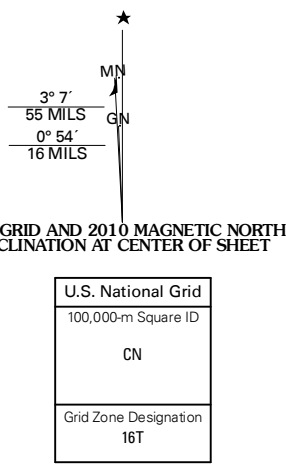 MN
3° 7´
55 MILS
GN
0° 54´
16 MILS
GRID AND 2010 MAGNETIC NORTH
CLINATION AT CENTER OF SHEET
U.S. National Grid
100,000-m Square ID
CN
Grid Zone Designation
16T